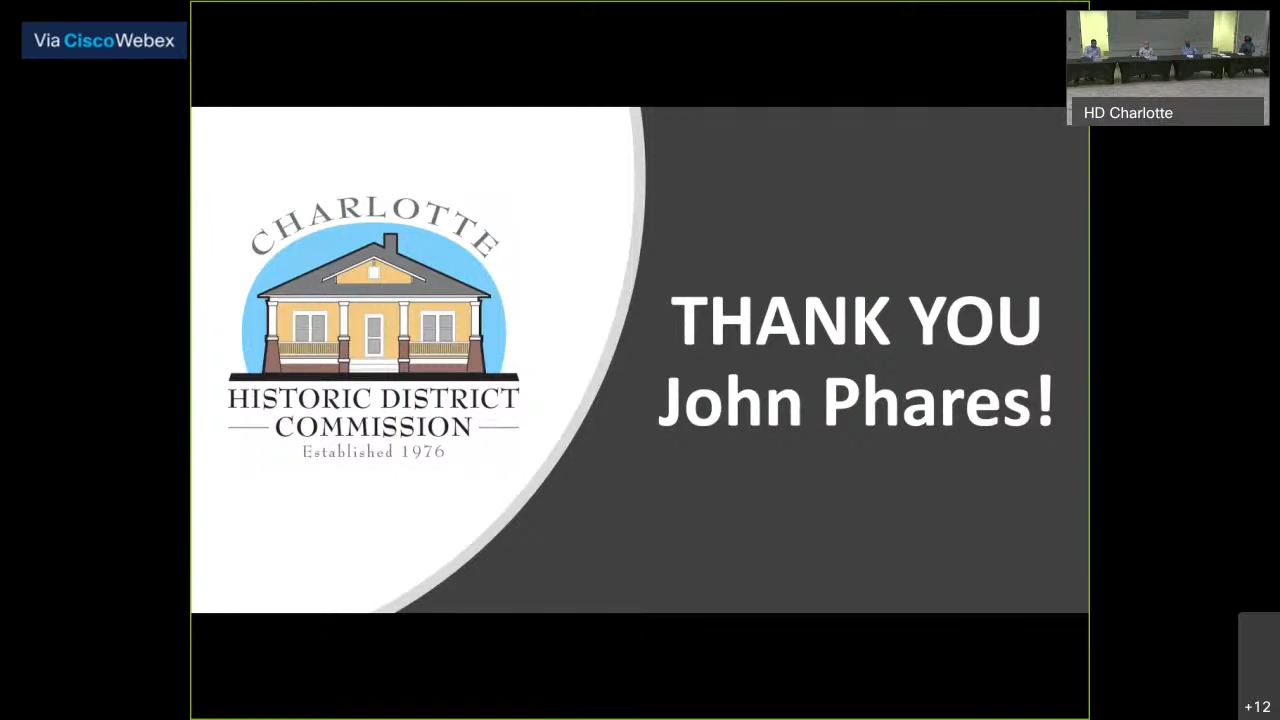 Via CiscoWebex
HD Charlotte
CHARLOTTE
HISTORIC DISTRICT
COMMISSION
Established 1976
THANK YOU
John Phares!
+12